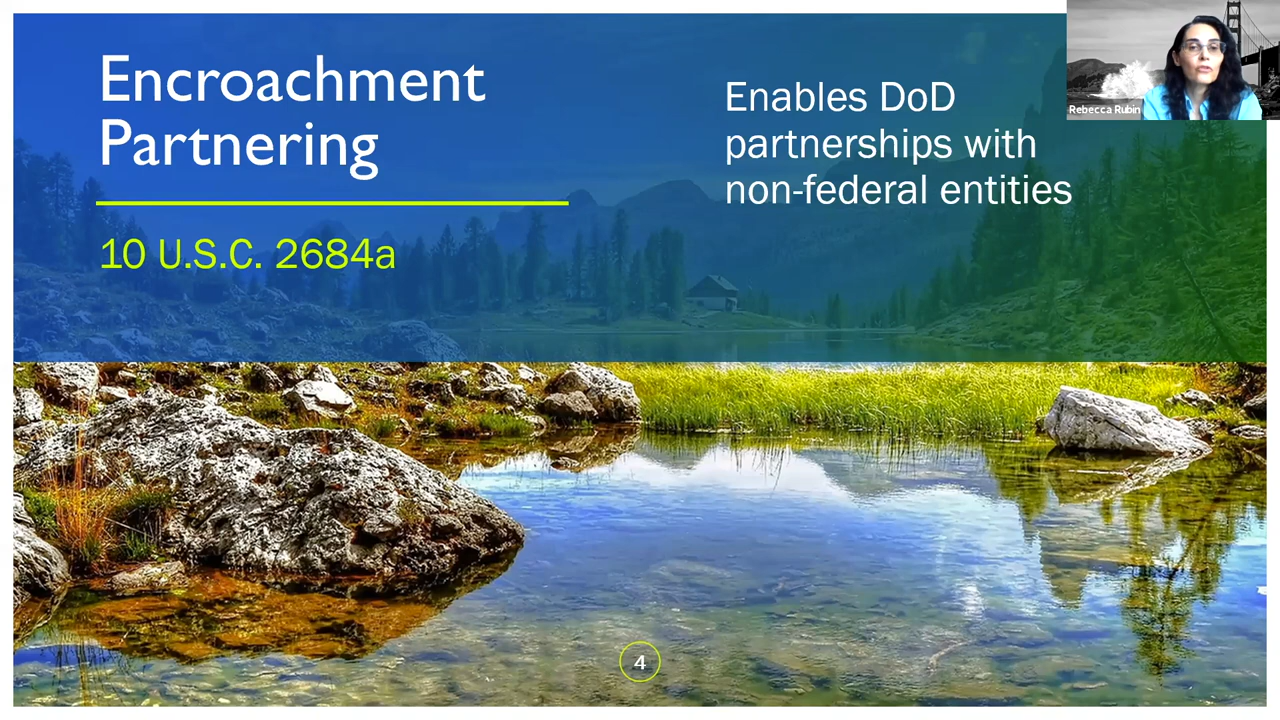 Encroachment
Partnering
10 U.S.C. 2684a
Enables DoD
partnerships with
non-federal entities
Rebecca Rubin
4